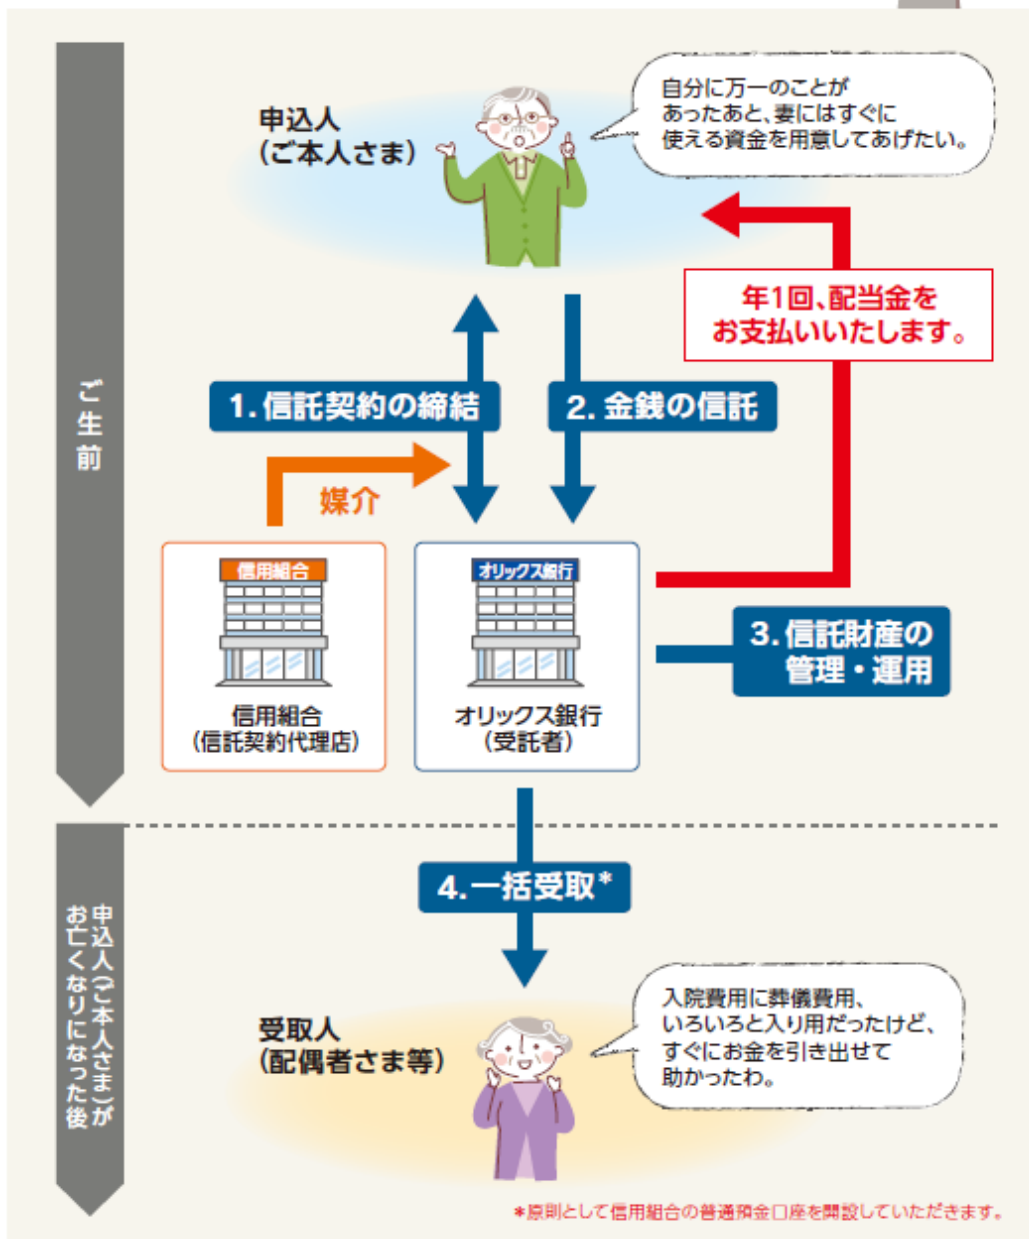 ご生前
申込人
（ご本人さま）
自分に万一のことが
あったあと、妻にはすぐに
使える資金を用意してあげたい。
年1回、配当金を
お支払いいたします。
1.信託契約の締結
2.金銭の信託
媒介
信用組合
オリックス銀行
3.信託財産の
管理・運用
信用組合
（信託契約代理店）
オリックス銀行
（受託者）
4.一括受取*
申込人（ご本人さま）が
お亡くなりになった後
受取人
（配偶者さま等）
入院費用に葬儀費用、
いろいろと入り用だったけど、
すぐにお金を引き出せて
助かったわ。
*原則として信用組合の普通預金口座を開設していただきます。